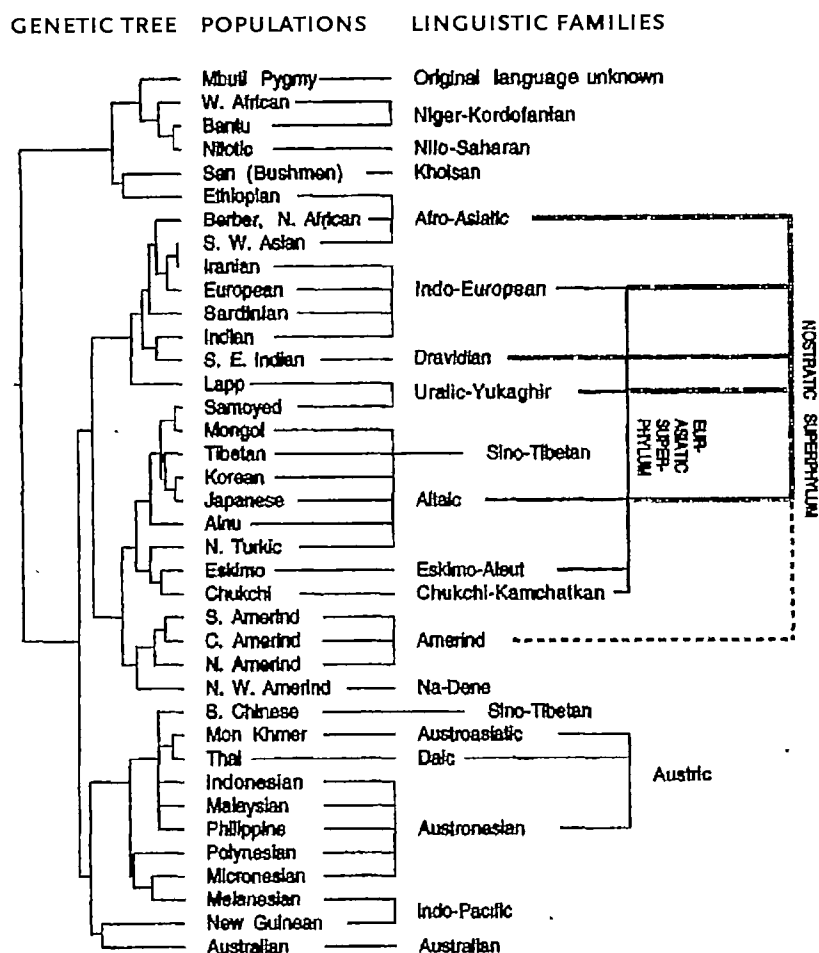 GENETIC TREE POPULATIONS LINGUISTIC FAMILIES
Mbuti Pygmy Original language unknown
W. African
Niger-Kordofanian
Bantu
Nilotic Nilo-Saharan
San (Bushmen) Khoisan
Ethiopian
Berber, N. African Afro-Asiatic
S. W. Asian
Iranian
European Indo-European
Sardinian
Indian
S. E. Indian Dravidian
Lapp
Uralic-Yukaghir
Samoyed
Mongol
Tibetan Sino-Tibetan
Korean
Japanese Altaic
Ainu
N. Turkic
Eskimo Eskimo-Aleut
Chukchi Chukchi-Kamchatkan
S. Amerind
C. Amerind Amerind
N. Amerind
N. W. Amerind Na-Dene
S. Chinese Sino-Tibetan
Mon Khmer Austroasiatic
Thai Daic
Austric
Indonesian
Malaysian
Philippine Austronesian
Polynesian
Micronesian
Melanesian
Indo-Pacific
New Guinean
Australian Australian
EUR-
ASIATIC
SUPER-
PHYLUM
NOSTRATIC SUPERPHYLUM